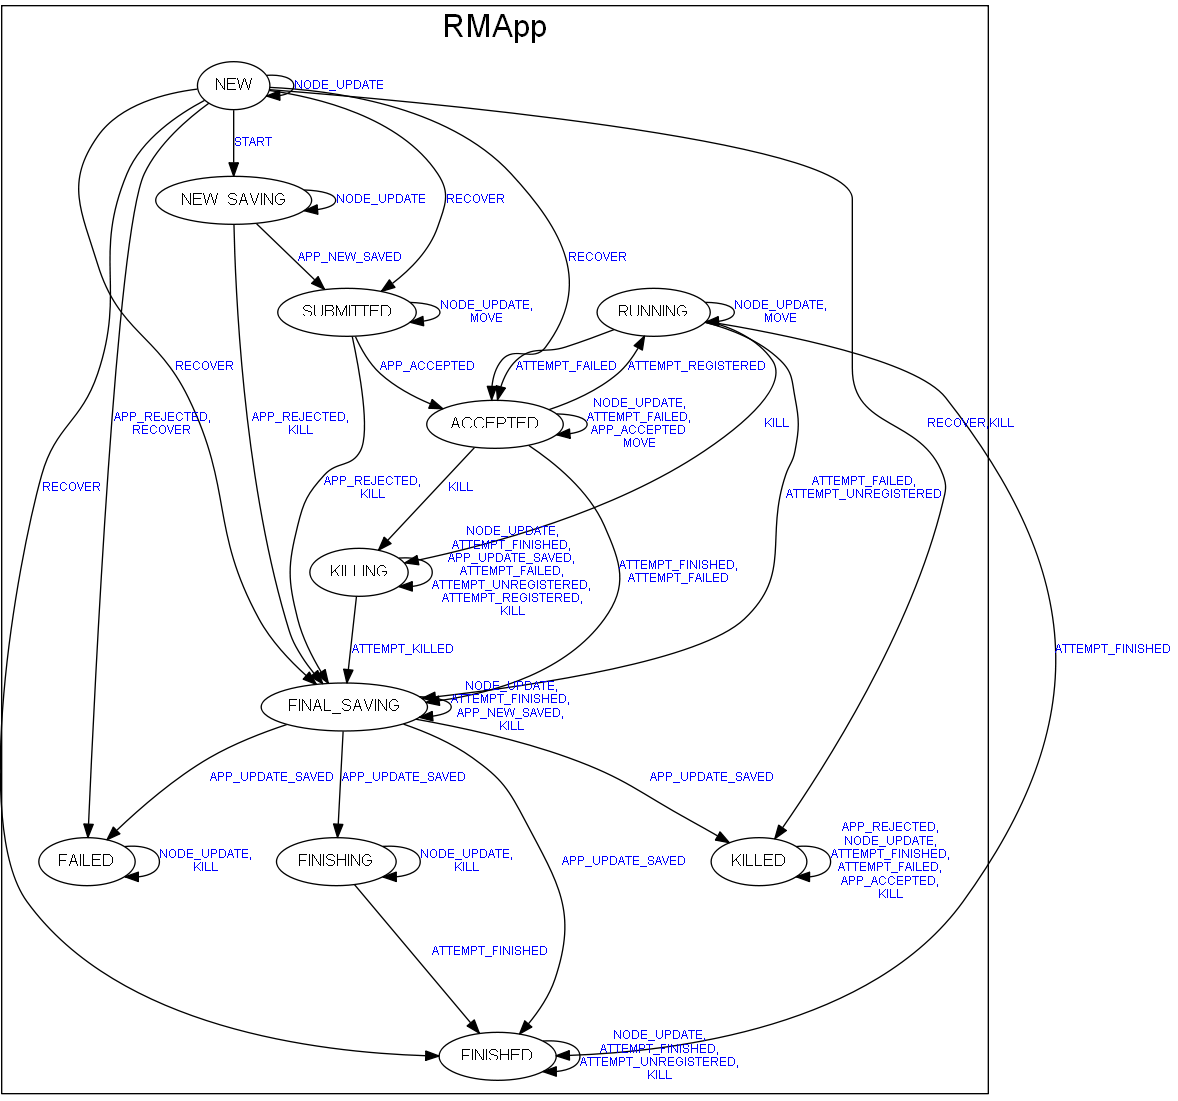 RMApp
NEW
NODE_UPDATE
START
NEW_SAVING
NODE_UPDATE
RECOVER
APP_NEW_SAVED
RECOVER
SUBMITTED
NODE_UPDATE,
MOVE
RUNNING
NODE_UPDATE,
MOVE
RECOVER
APP_ACCEPTED
ATTEMPT_FAILED
ATTEMPT_REGISTERED
APP_REJECTED,
RECOVER
APP_REJECTED,
KILL
ACCEPTED
NODE_UPDATE,
ATTEMPT_FAILED,
APP_ACCEPTED
MOVE
KILL
RECOVER,KILL
RECOVER
APP_REJECTED,
KILL
KILL
ATTEMPT_FAILED,
ATTEMPT_UNREGISTERED
KILLING
NODE_UPDATE,
ATTEMPT_FINISHED,
APP_UPDATE_SAVED,
ATTEMPT_FAILED,
ATTEMPT_UNREGISTERED,
ATTEMPT_REGISTERED,
KILL
ATTEMPT_FINISHED,
ATTEMPT_FAILED
ATTEMPT_KILLED
ATTEMPT_FINISHED
FINAL_SAVING
NODE_UPDATE,
ATTEMPT_FINISHED,
APP_NEW_SAVED,
KILL
APP_UPDATE_SAVED
APP_UPDATE_SAVED
APP_UPDATE_SAVED
FAILED
NODE_UPDATE,
KILL
FINISHING
NODE_UPDATE,
KILL
APP_UPDATE_SAVED
KILLED
APP_REJECTED,
NODE_UPDATE,
ATTEMPT_FINISHED,
ATTEMPT_FAILED,
APP_ACCEPTED,
KILL
ATTEMPT_FINISHED
FINISHED
NODE_UPDATE,
ATTEMPT_FINISHED,
ATTEMPT_UNREGISTERED,
KILL